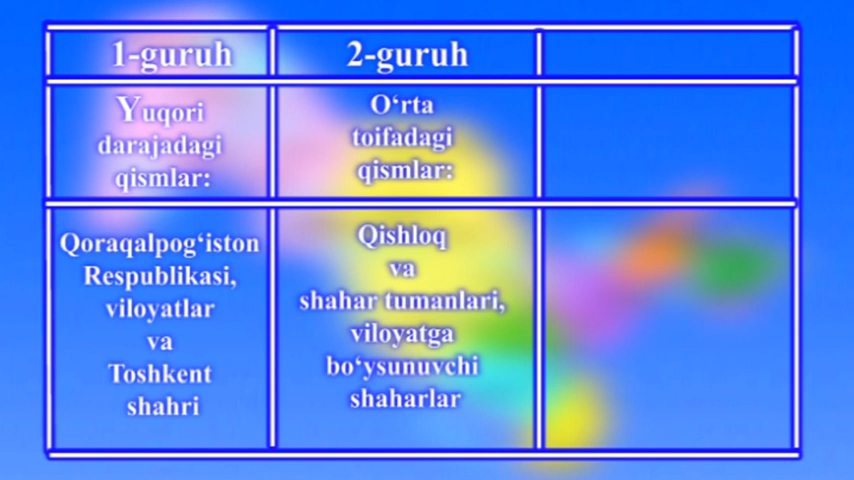 1-guruh
2-guruh
Yuqori
darajadagi
qismlar:
O‘rta
toifadagi
qismlar:
Qoraqalpog‘iston
Respublikasi,
viloyatlar
va
Toshkent
shahri
Qishloq
va
shahar tumanlari,
viloyatga
bo‘ysunuvchi
shaharlar